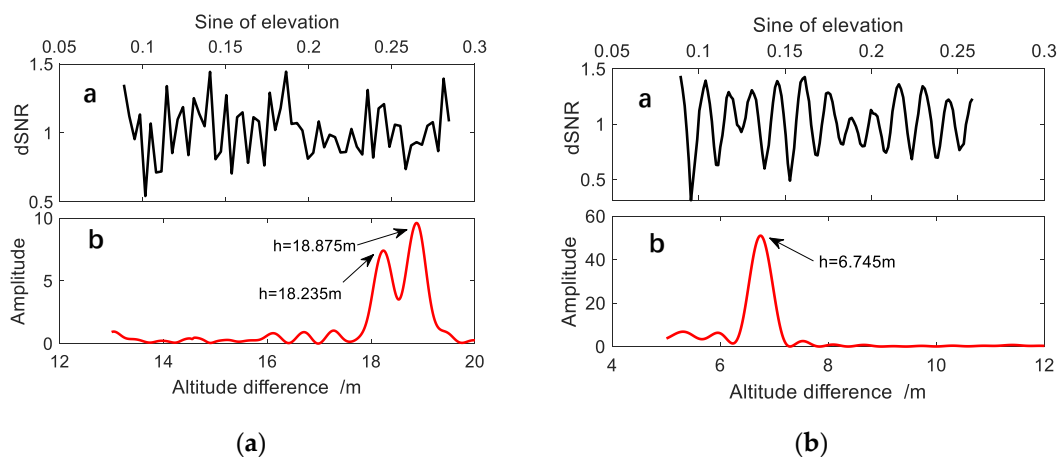 Sine of elevation
0.05 0.1 0.15 0.2 0.25 0.3
1.5
a
dSNR
1
0.5
10
b
h=18.875m
Amplitude
5
h=18.235m
0
12 14 16 18 20
Altitude difference /m
(a)
Sine of elevation
0.05 0.1 0.15 0.2 0.25 0.3
1.5
a
dSNR
1
0.5
60
b
40
h=6.745m
Amplitude
20
0
4 6 8 10 12
Altitude difference /m
(b)